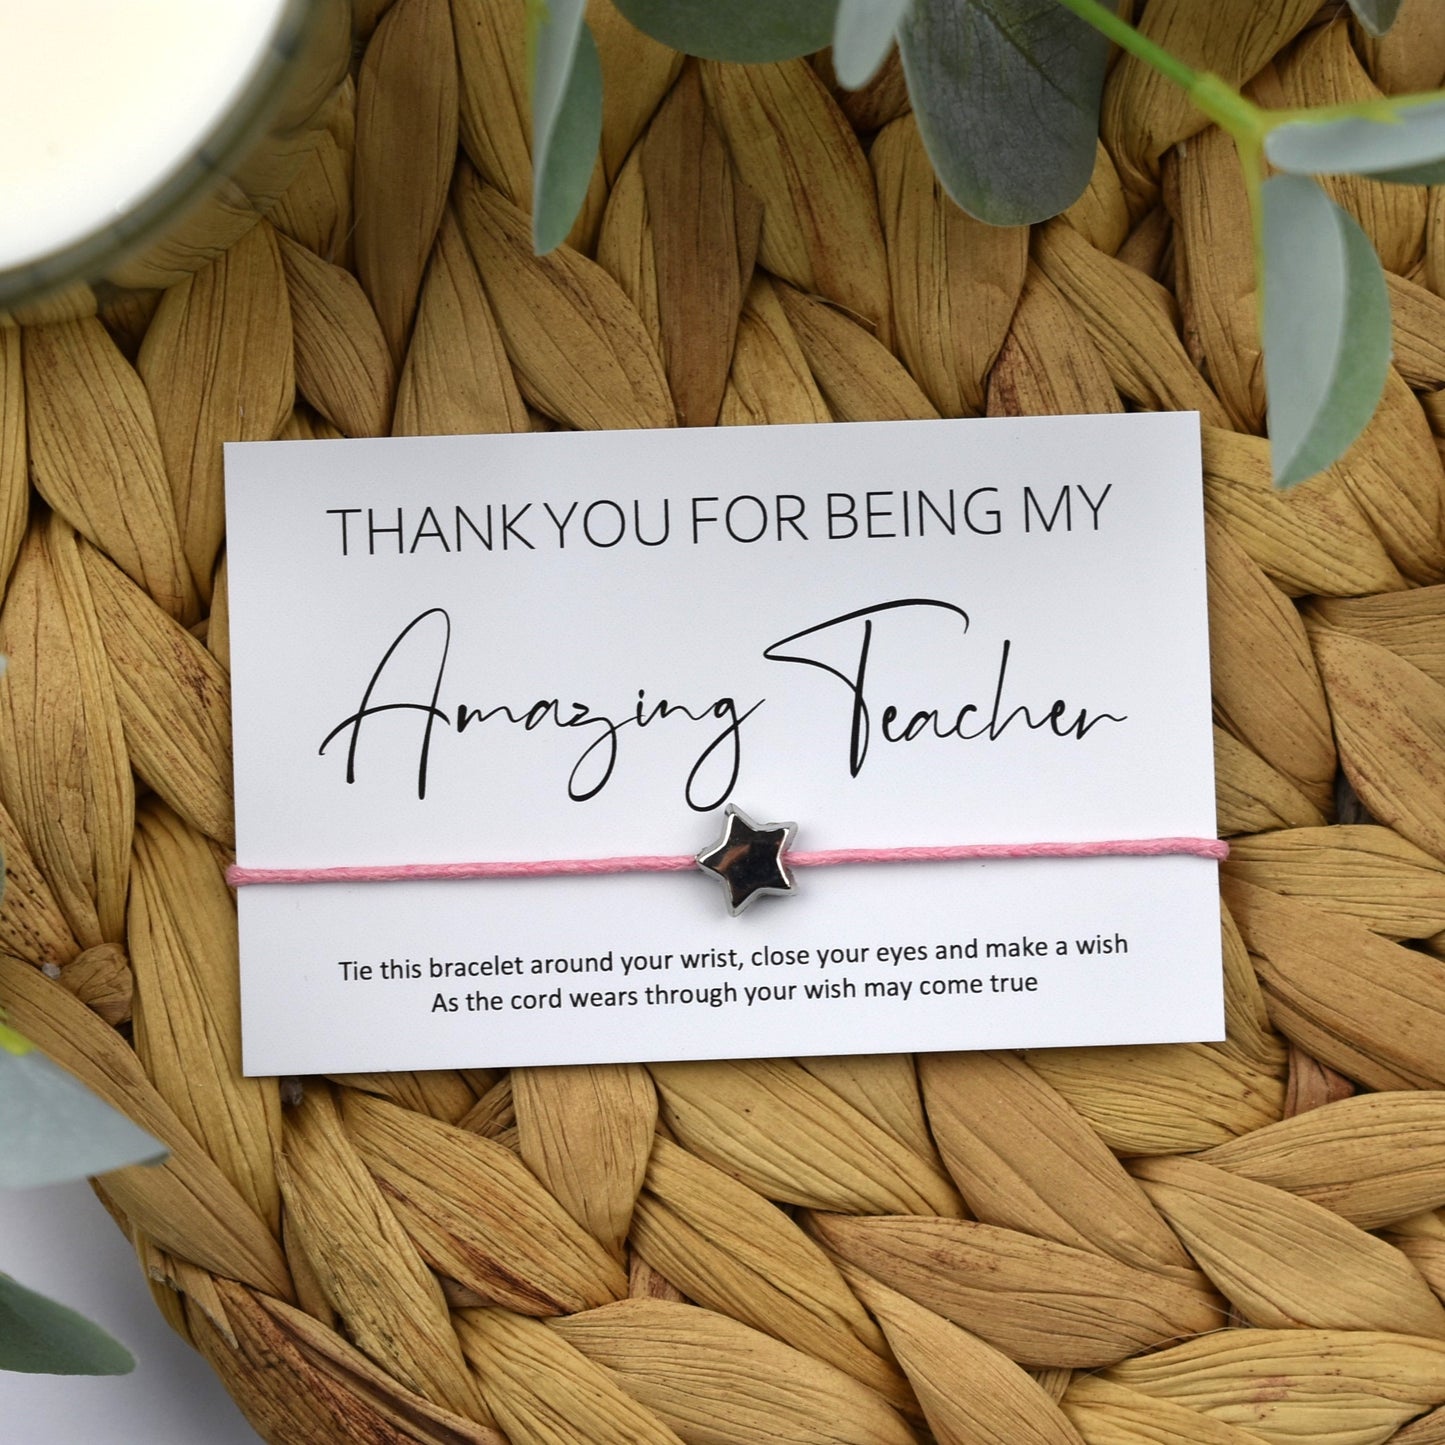 THANK YOU FOR BEING MY
Amazing Teacher
Tie this bracelet around your wrist, close your eyes and make a wish
As the cord wears through your wish may come true